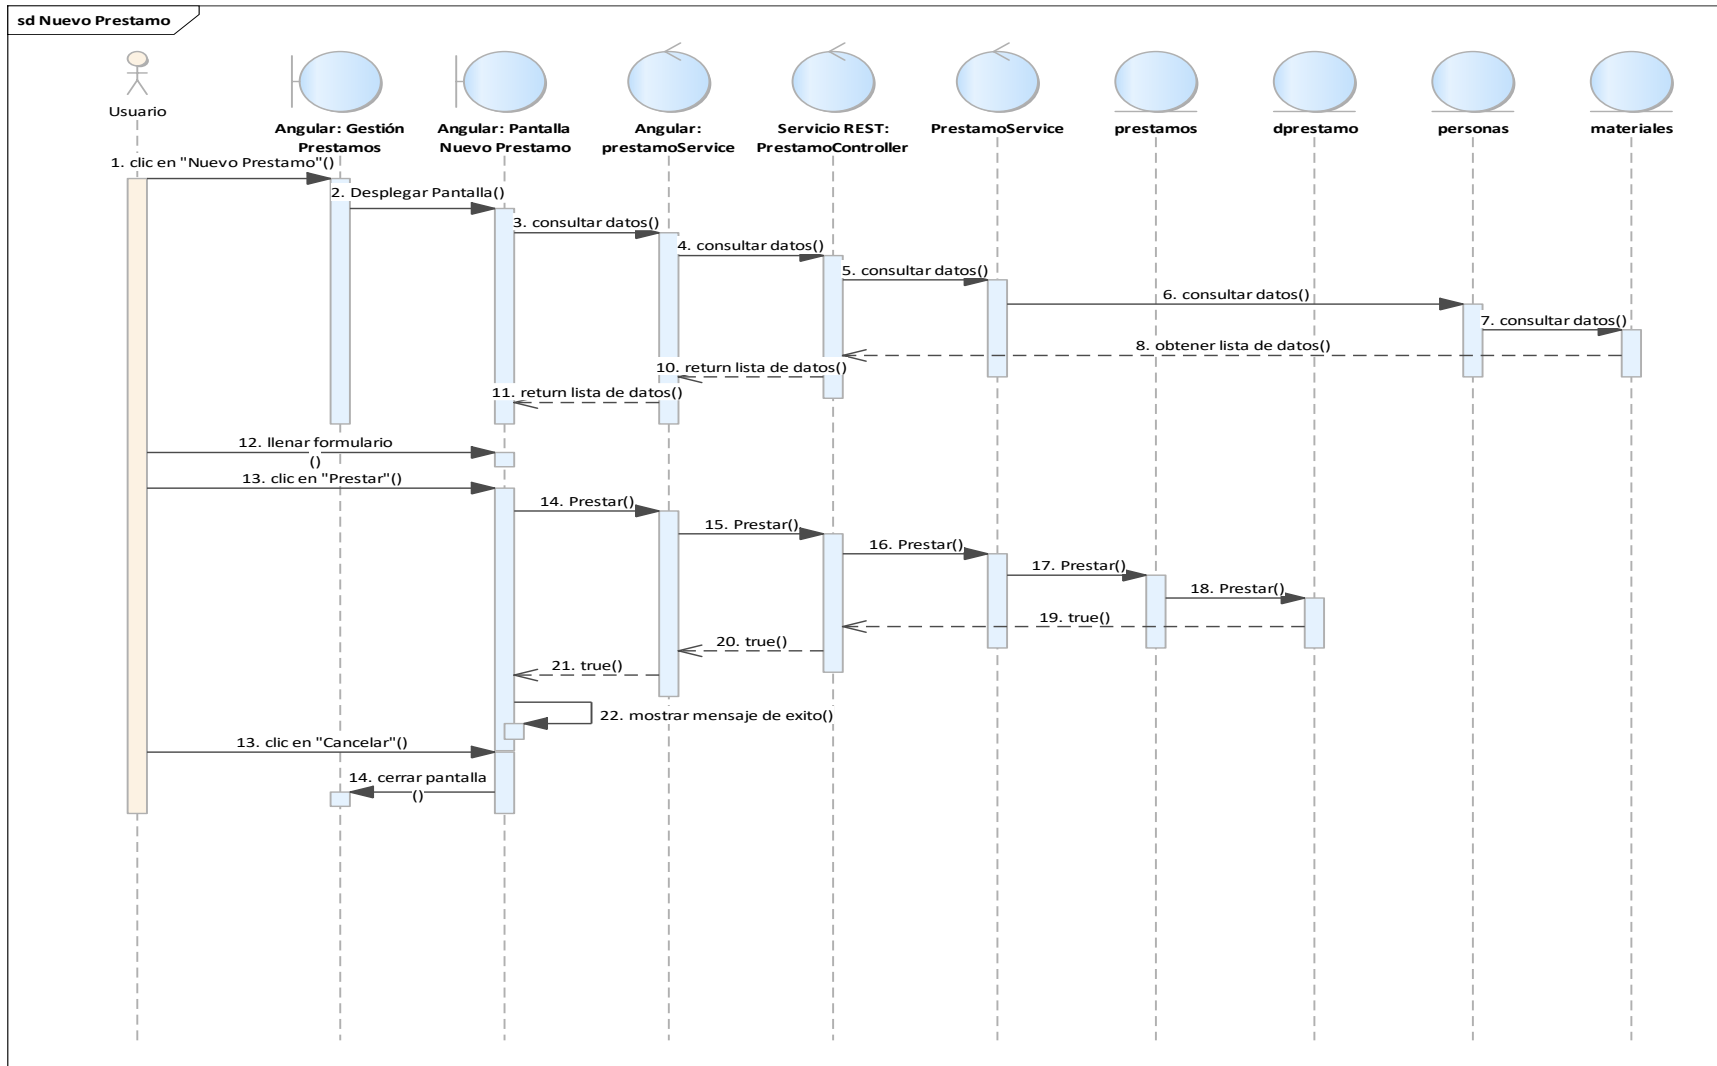 sd Nuevo Prestamo
Usuario
Angular: Gestión
Prestamos
Angular: Pantalla
Nuevo Prestamo
Angular:
prestamoService
Servicio REST:
PrestamoController
PrestamoService
prestamos
dprestamo
personas
materiales
1. clic en "Nuevo Prestamo"()
2. Desplegar Pantalla()
3. consultar datos()
4. consultar datos()
5. consultar datos()
6. consultar datos()
7. consultar datos()
8. obtener lista de datos()
10. return lista de datos()
11. return lista de datos()
12. llenar formulario
()
13. clic en "Prestar"()
14. Prestar()
15. Prestar()
16. Prestar()
17. Prestar()
18. Prestar()
19. true()
20. true()
21. true()
22. mostrar mensaje de exito()
13. clic en "Cancelar"()
14. cerrar pantalla
()